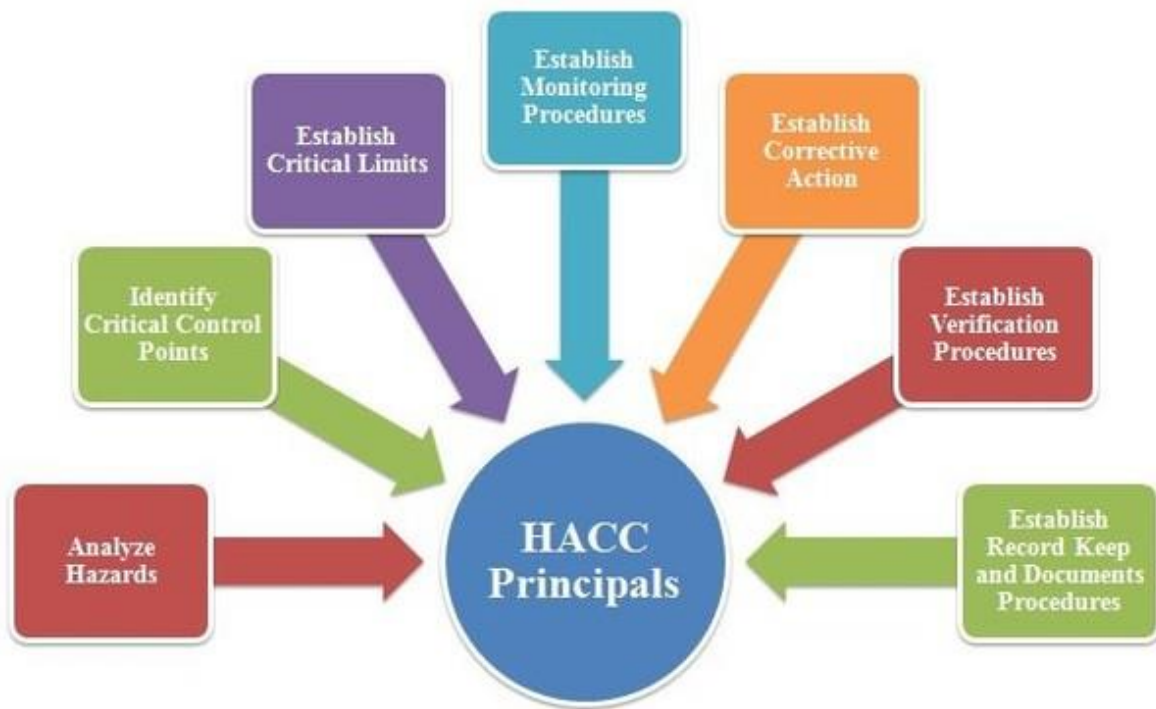 Analyze
Hazards
Identify
Critical Control
Points
Establish
Critical Limits
Establish
Monitoring
Procedures
Establish
Corrective
Action
Establish
Verification
Procedures
Establish
Record Keep
and Documents
Procedures
HACC
Principals